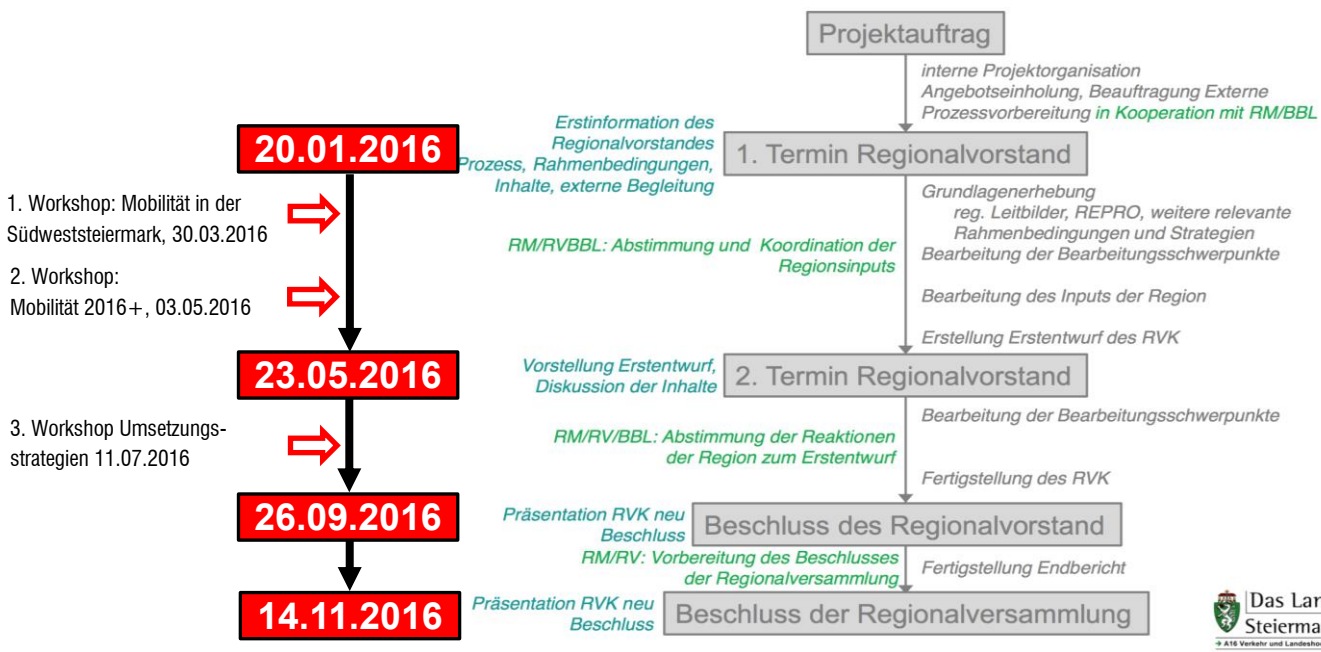 Projektauftrag
interne Projektorganisation
Angebotseinholung, Beauftragung Externe
Prozessvorbereitung in Kooperation mit RM/BBL
20.01.2016
Erstinformation des
Regionalvorstandes
Prozess, Rahmenbedingungen,
Inhalte, externe Begleitung
1. Termin Regionalvorstand
1. Workshop: Mobilität in der
Südweststeiermark, 30.03.2016
2. Workshop:
Mobilität 2016+, 03.05.2016
RM/RVBBL: Abstimmung und Koordination der
Regionsinputs
Grundlagenerhebung
reg. Leitbilder, REPRO, weitere relevante
Rahmenbedingungen und Strategien
Bearbeitung der Bearbeitungsschwerpunkte
Bearbeitung des Inputs der Region
Erstellung Erstentwurf des RVK
23.05.2016
Vorstellung Erstentwurf,
Diskussion der Inhalte
2. Termin Regionalvorstand
3. Workshop Umsetzungs-
strategien 11.07.2016
RM/RV/BBL: Abstimmung der Reaktionen
der Region zum Erstentwurf
Bearbeitung der Bearbeitungsschwerpunkte
Fertigstellung des RVK
26.09.2016
Präsentation RVK neu
Beschluss
Beschluss des Regionalvorstand
RM/RV: Vorbereitung des Beschlusses
der Regionalversammlung
Fertigstellung Endbericht
14.11.2016
Präsentation RVK neu
Beschluss
Beschluss der Regionalversammlung
Das Lan
Steierma
→ A16 Verkehr und Landeshoc